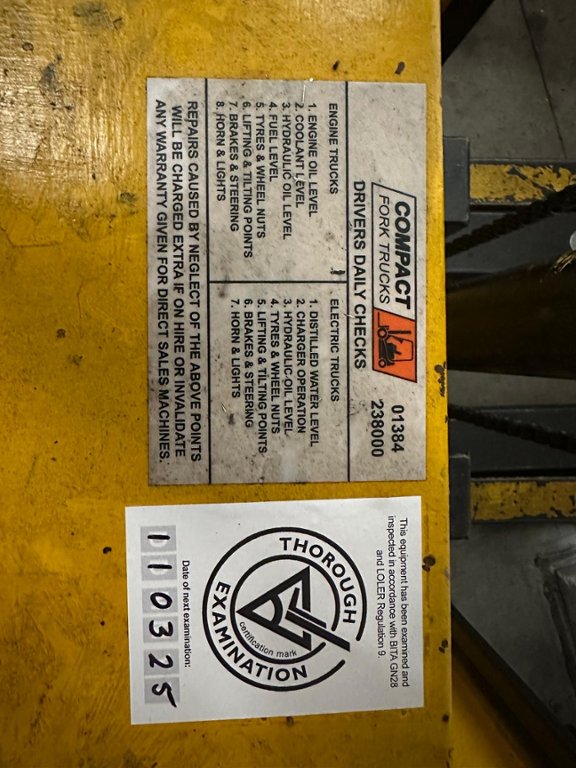 COMPACT
FORK TRUCKS
01384
238000
DRIVERS DAILY CHECKS
ENGINE TRUCKS
1. ENGINE OIL LEVEL
2. COOLANT LEVEL
3. HYDRAULIC OIL LEVEL
4. FUEL LEVEL
5. TYRES & WHEEL NUTS
6. LIFTING & TILTING POINTS
7. BRAKES & STEERING
8. HORN & LIGHTS
ELECTRIC TRUCKS
1. DISTILLED WATER LEVEL
2. CHARGER OPERATION
3. HYDRAULIC OIL LEVEL
4. TYRES & WHEEL NUTS
5. LIFTING & TILTING POINTS
6. BRAKES & STEERING
7. HORN & LIGHTS
REPAIRS CAUSED BY NEGLECT OF THE ABOVE POINTS
WILL BE CHARGED EXTRA IF ON HIRE OR INVALIDATE
ANY WARRANTY GIVEN FOR DIRECT SALES MACHINES.
This equipment has been examined and
inspected in accordance with BITA GN28
and LOLER Regulation 9.
THOROUGH
EXAMINATION
certification mark
Date of next examination:
110325